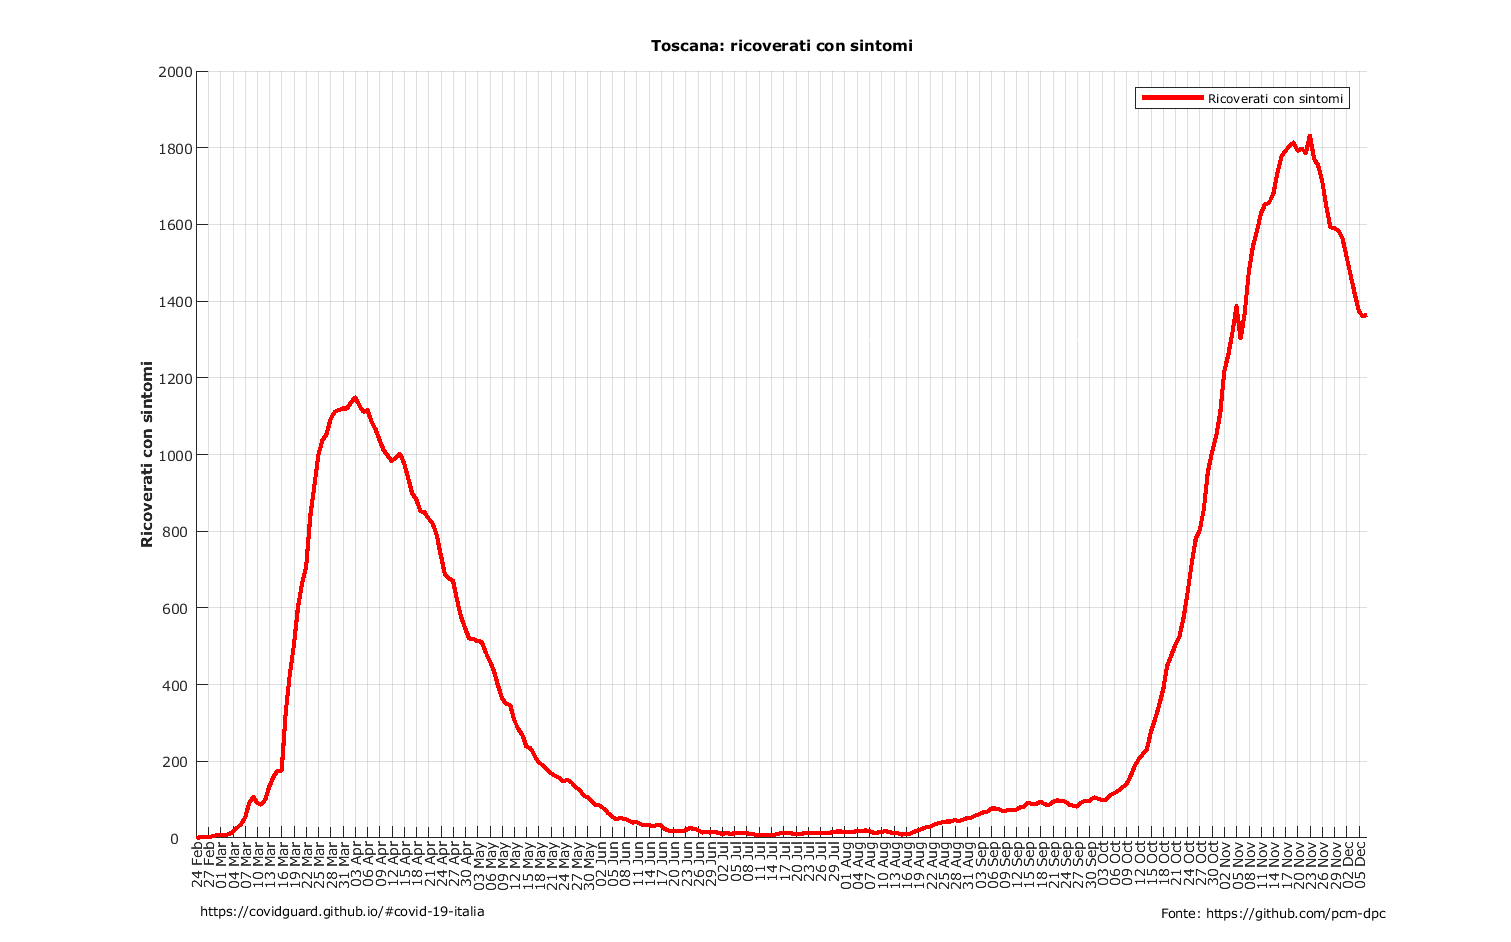 Toscana: ricoverati con sintomi
Ricoverati con sintomi
Ricoverati con sintomi
2000
1800
1600
1400
1200
1000
800
600
400
200
0
24 Feb
27 Feb
01 Mar
04 Mar
07 Mar
10 Mar
13 Mar
16 Mar
19 Mar
22 Mar
25 Mar
28 Mar
31 Mar
03 Apr
06 Apr
09 Apr
12 Apr
15 Apr
18 Apr
21 Apr
24 Apr
27 Apr
30 Apr
03 May
06 May
09 May
12 May
15 May
18 May
21 May
24 May
27 May
30 May
02 Jun
05 Jun
08 Jun
11 Jun
14 Jun
17 Jun
20 Jun
23 Jun
26 Jun
29 Jun
02 Jul
05 Jul
08 Jul
11 Jul
14 Jul
17 Jul
20 Jul
23 Jul
26 Jul
29 Jul
01 Aug
04 Aug
07 Aug
10 Aug
13 Aug
16 Aug
19 Aug
22 Aug
25 Aug
28 Aug
31 Aug
03 Sep
06 Sep
09 Sep
12 Sep
15 Sep
18 Sep
21 Sep
24 Sep
27 Sep
30 Sep
03 Oct
06 Oct
09 Oct
12 Oct
15 Oct
18 Oct
21 Oct
24 Oct
27 Oct
30 Oct
02 Nov
05 Nov
08 Nov
11 Nov
14 Nov
17 Nov
20 Nov
23 Nov
26 Nov
29 Nov
02 Dec
05 Dec
https://covidguard.github.io/#covid-19-italia
Fonte: https://github.com/pcm-dpc